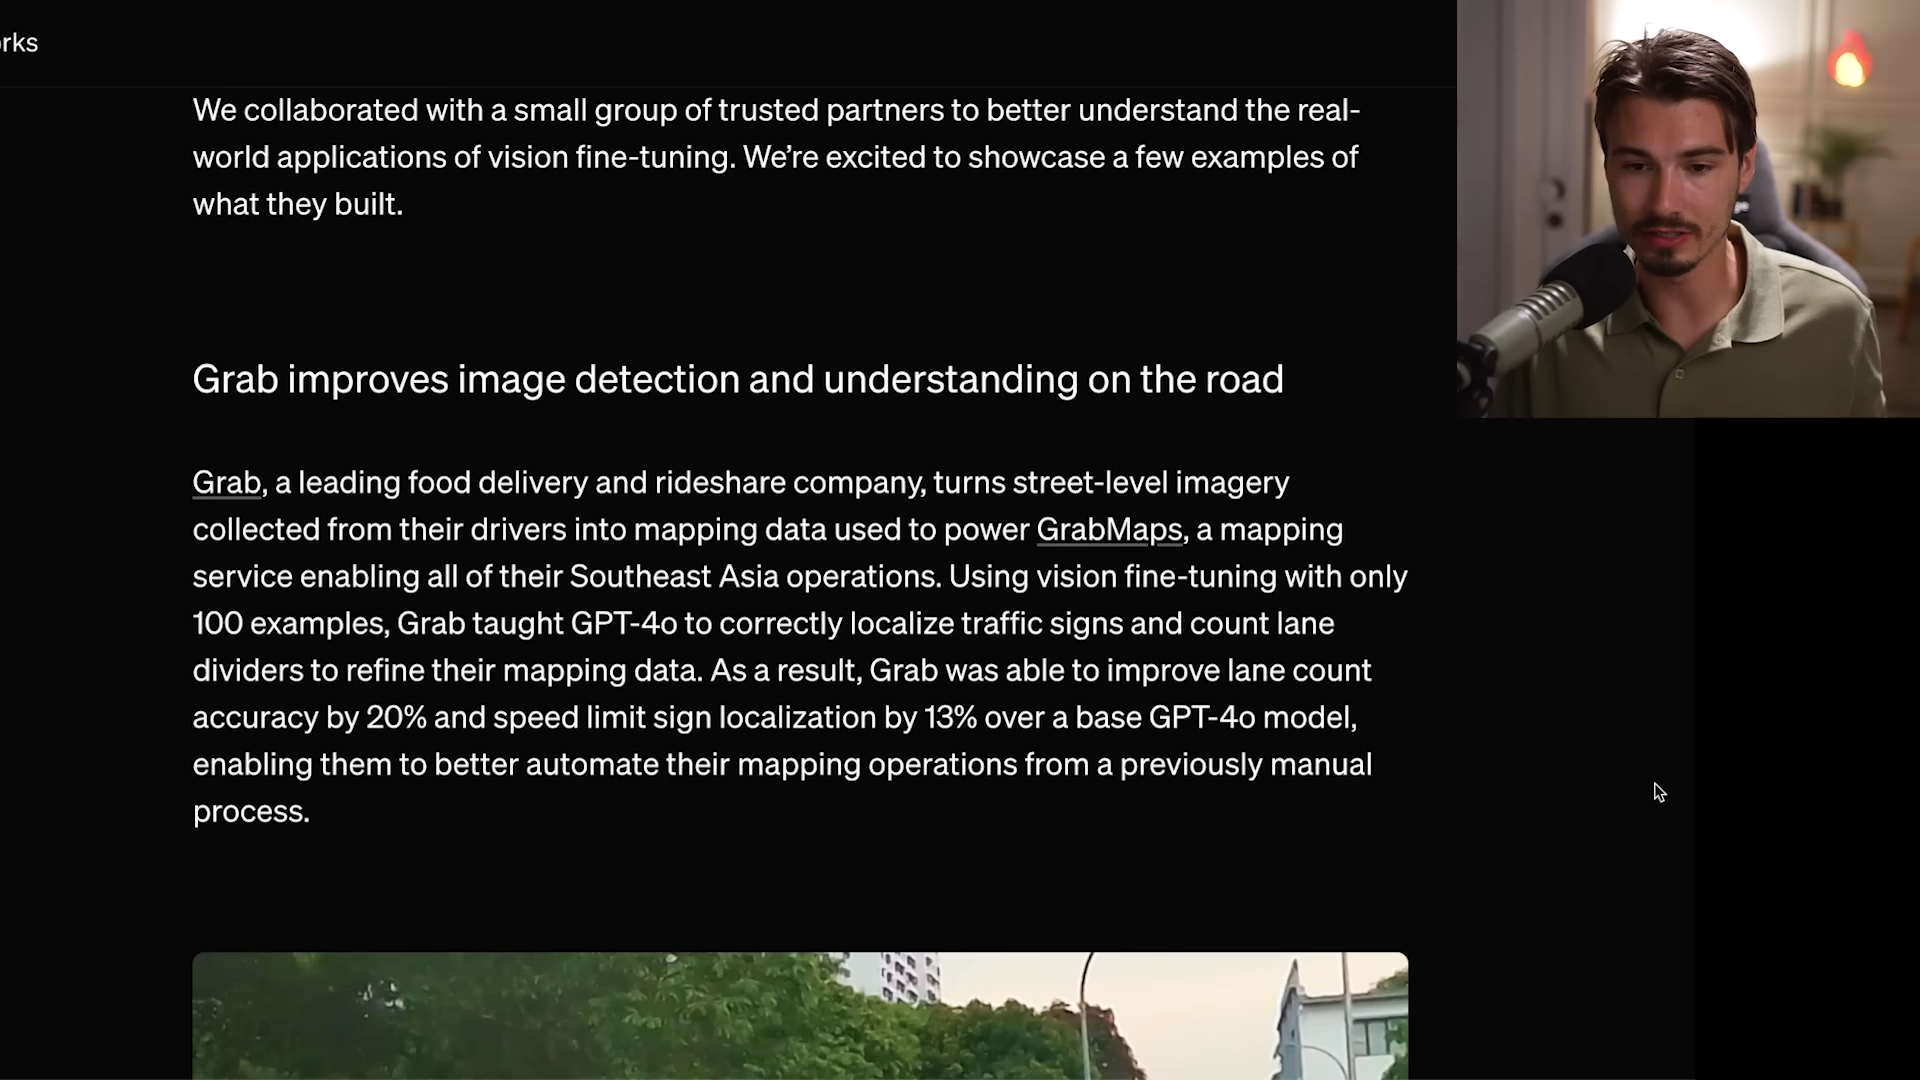 orks
We collaborated with a small group of trusted partners to better understand the real-
world applications of vision fine-tuning. We’re excited to showcase a few examples of
what they built.
Grab improves image detection and understanding on the road
Grab, a leading food delivery and rideshare company, turns street-level imagery
collected from their drivers into mapping data used to power GrabMaps, a mapping
service enabling all of their Southeast Asia operations. Using vision fine-tuning with only
100 examples, Grab taught GPT-4o to correctly localize traffic signs and count lane
dividers to refine their mapping data. As a result, Grab was able to improve lane count
accuracy by 20% and speed limit sign localization by 13% over a base GPT-4o model,
enabling them to better automate their mapping operations from a previously manual
process.